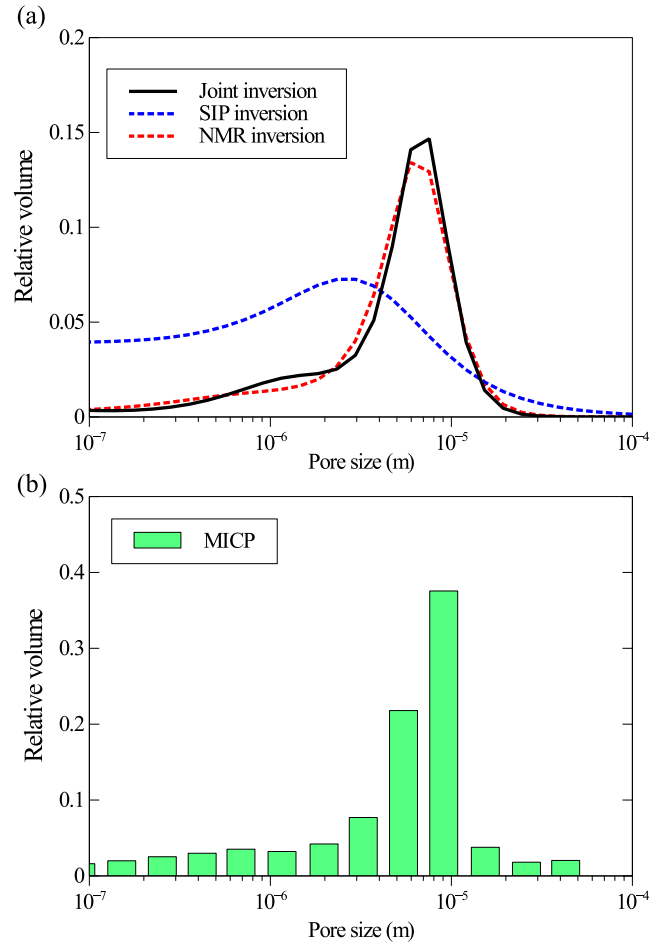 (a)
0.2
0.15
0.1
0.05
0
Relative volume
Joint inversion
SIP inversion
NMR inversion
10⁻⁷
10⁻⁶
10⁻⁵
10⁻⁴
Pore size (m)
(b)
0.5
0.4
0.3
0.2
0.1
0
Relative volume
MICP
10⁻⁷
10⁻⁶
10⁻⁵
10⁻⁴
Pore size (m)